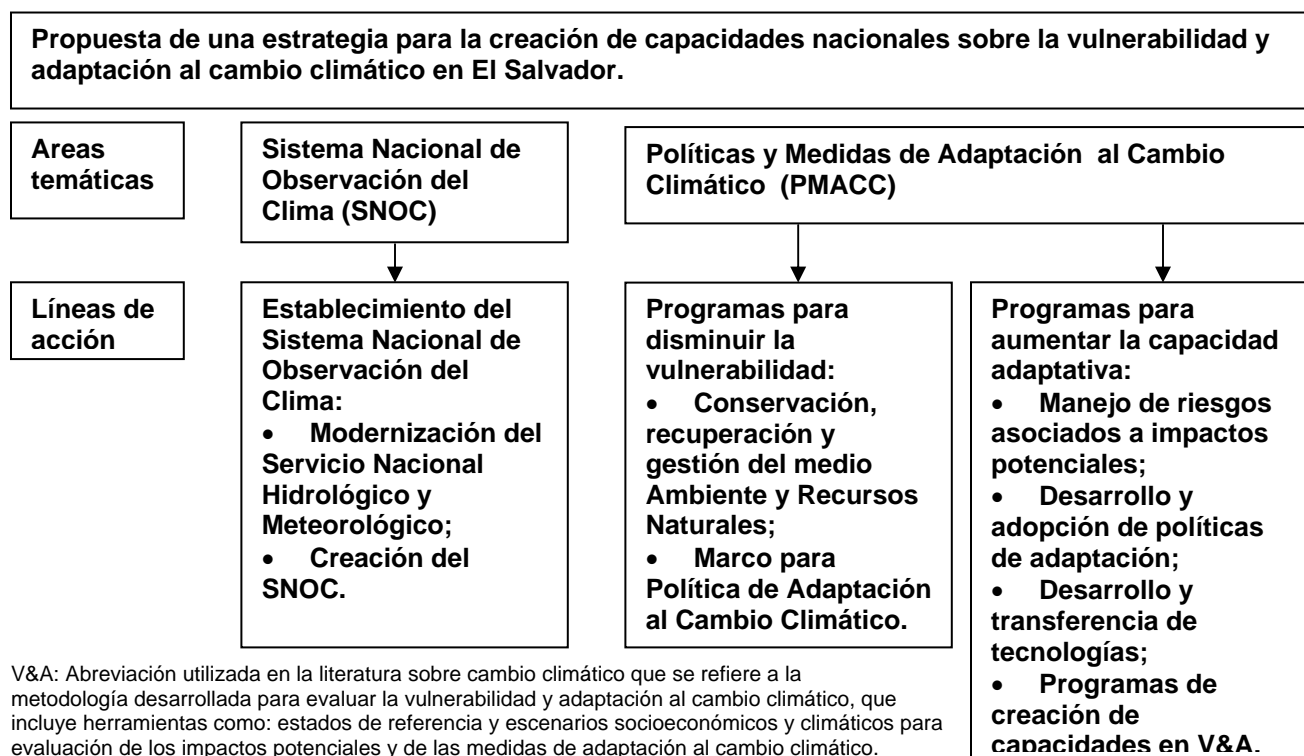 Propuesta de una estrategia para la creación de capacidades nacionales sobre la vulnerabilidad y
adaptación al cambio climático en El Salvador.
Areas
temáticas
Sistema Nacional de
Observación del
Clima (SNOC)
Políticas y Medidas de Adaptación al Cambio
Climático (PMACC)
Líneas de
acción
Establecimiento del
Sistema Nacional de
Observación del
Clima:
• Modernización del
Servicio Nacional
Hidrológico y
Meteorológico;
• Creación del
SNOC.
Programas para
disminuir la
vulnerabilidad:
• Conservación,
recuperación y
gestión del medio
Ambiente y Recursos
Naturales;
• Marco para
Política de Adaptación
al Cambio Climático.
Programas para
aumentar la capacidad
adaptativa:
• Manejo de riesgos
asociados a impactos
potenciales;
• Desarrollo y
adopción de políticas
de adaptación;
• Desarrollo y
transferencia de
tecnologías;
• Programas de
creación de
capacidades en V&A.
V&A: Abreviación utilizada en la literatura sobre cambio climático que se refiere a la
metodología desarrollada para evaluar la vulnerabilidad y adaptación al cambio climático, que
incluye herramientas como: estados de referencia y escenarios socioeconómicos y climáticos para
evaluación de los impactos potenciales y de las medidas de adaptación al cambio climático.